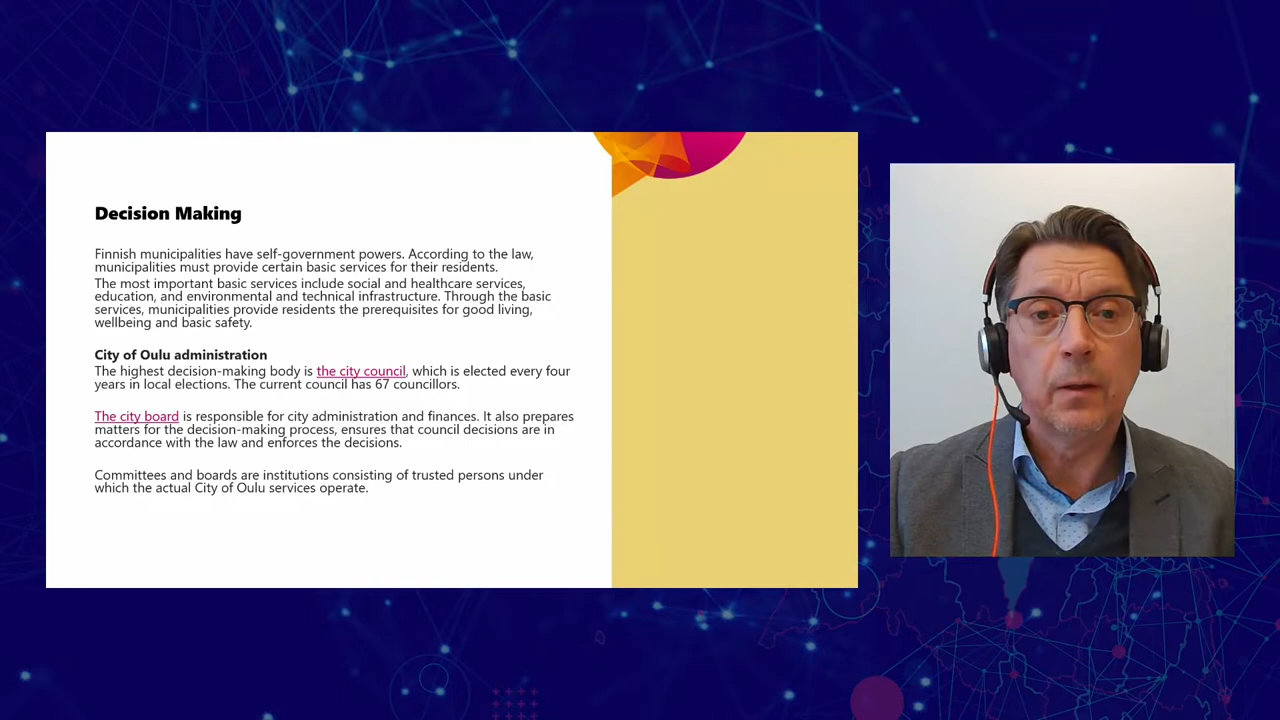 Decision Making
Finnish municipalities have self-government powers. According to the law,
municipalities must provide certain basic services for their residents.
The most important basic services include social and healthcare services,
education, and environmental and technical infrastructure. Through the basic
services, municipalities provide residents the prerequisites for good living,
wellbeing and basic safety.
City of Oulu administration
The highest decision-making body is the city council, which is elected every four
years in local elections. The current council has 67 councillors.
The city board is responsible for city administration and finances. It also prepares
matters for the decision-making process, ensures that council decisions are in
accordance with the law and enforces the decisions.
Committees and boards are institutions consisting of trusted persons under
which the actual City of Oulu services operate.